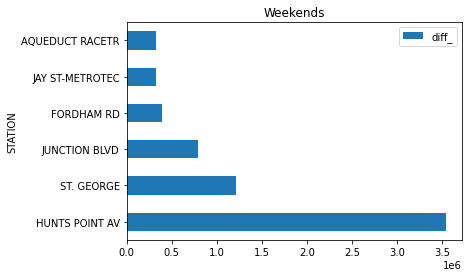 Weekends
diff_
AQUEDUCT RACETR
JAY ST-METROTEC
FORDHAM RD
JUNCTION BLVD
ST. GEORGE
HUNTS POINT AV
STATION
0.0 0.5 1.0 1.5 2.0 2.5 3.0 3.5
1e6